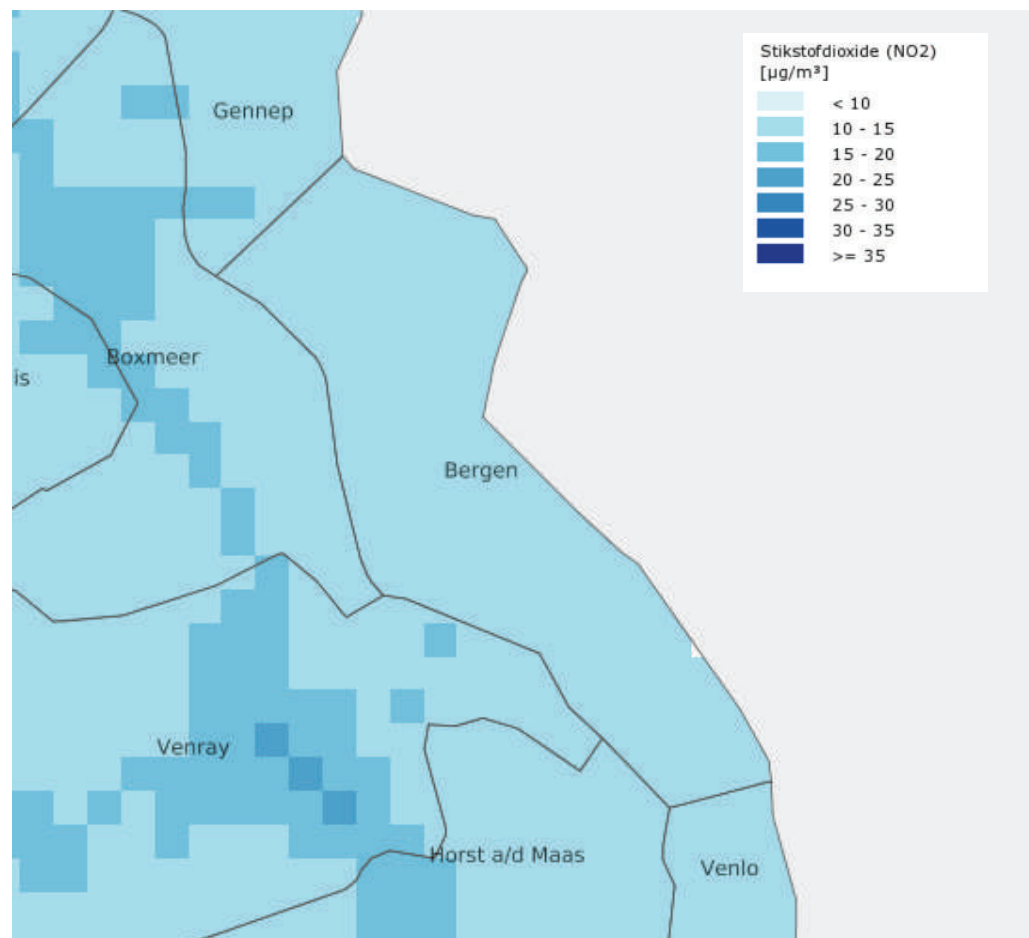 Stikstofdioxide (NO2)
[µg/m³]
< 10
10 - 15
15 - 20
20 - 25
25 - 30
30 - 35
>= 35
Gennep
Boxmeer
is
Bergen
Venray
Horst a/d Maas
Venlo